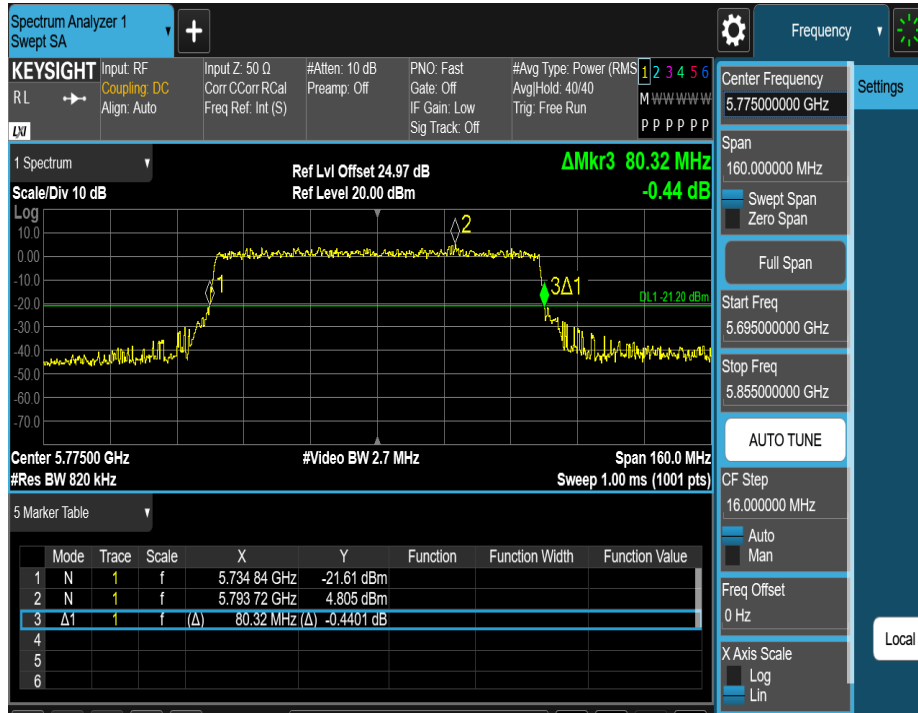 Spectrum Analyzer 1
Swept SA
+
Frequency
KEYSIGHT
RL
LXI
Input: RF
Coupling: DC
Align: Auto
Input Z: 50 Ω
Corr CCorr RCal
Freq Ref: Int (S)
#Atten: 10 dB
Preamp: Off
PNO: Fast
Gate: Off
IF Gain: Low
Sig Track: Off
#Avg Type: Power (RMS
Avg|Hold: 40/40
Trig: Free Run
1 2 3 4 5 6
M W W W W W
P P P P P P
1 Spectrum
Scale/Div 10 dB
Ref Lvl Offset 24.97 dB
Ref Level 20.00 dBm
ΔMkr3 80.32 MHz
-0.44 dB
Log
10.0
0.00
-10.0
-20.0
-30.0
-40.0
-50.0
-60.0
-70.0
1
2
3Δ1
DL1 -21.20 dBm
Center 5.77500 GHz
#Res BW 820 kHz
#Video BW 2.7 MHz
Span 160.0 MHz
Sweep 1.00 ms (1001 pts)
5 Marker Table
Mode Trace Scale X Y Function Function Width Function Value
1 N 1 f 5.734 84 GHz -21.61 dBm
2 N 1 f 5.793 72 GHz 4.805 dBm
3 Δ1 1 f (Δ) 80.32 MHz (Δ) -0.4401 dB
4
5
6
Center Frequency
5.775000000 GHz
Settings
Span
160.000000 MHz
Swept Span
Zero Span
Full Span
Start Freq
5.695000000 GHz
Stop Freq
5.855000000 GHz
AUTO TUNE
CF Step
16.000000 MHz
Auto
Man
Freq Offset
0 Hz
Local
X Axis Scale
Log
Lin